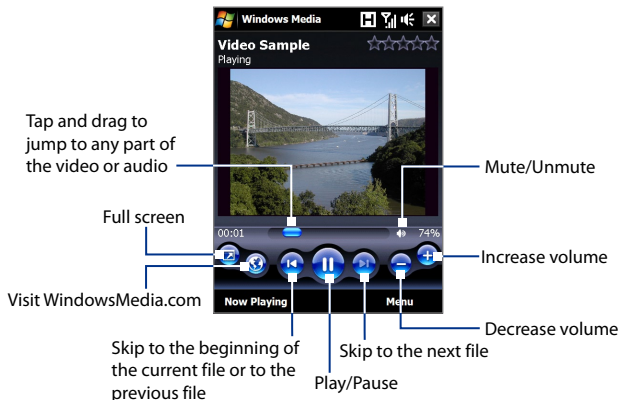 Windows Media
H
Video Sample
Playing
Tap and drag to
jump to any part of
the video or audio
Mute/Unmute
Full screen
00:01
74%
Increase volume
Visit WindowsMedia.com
Now Playing
Menu
Decrease volume
Skip to the beginning of
the current file or to the
previous file
Skip to the next file
Play/Pause